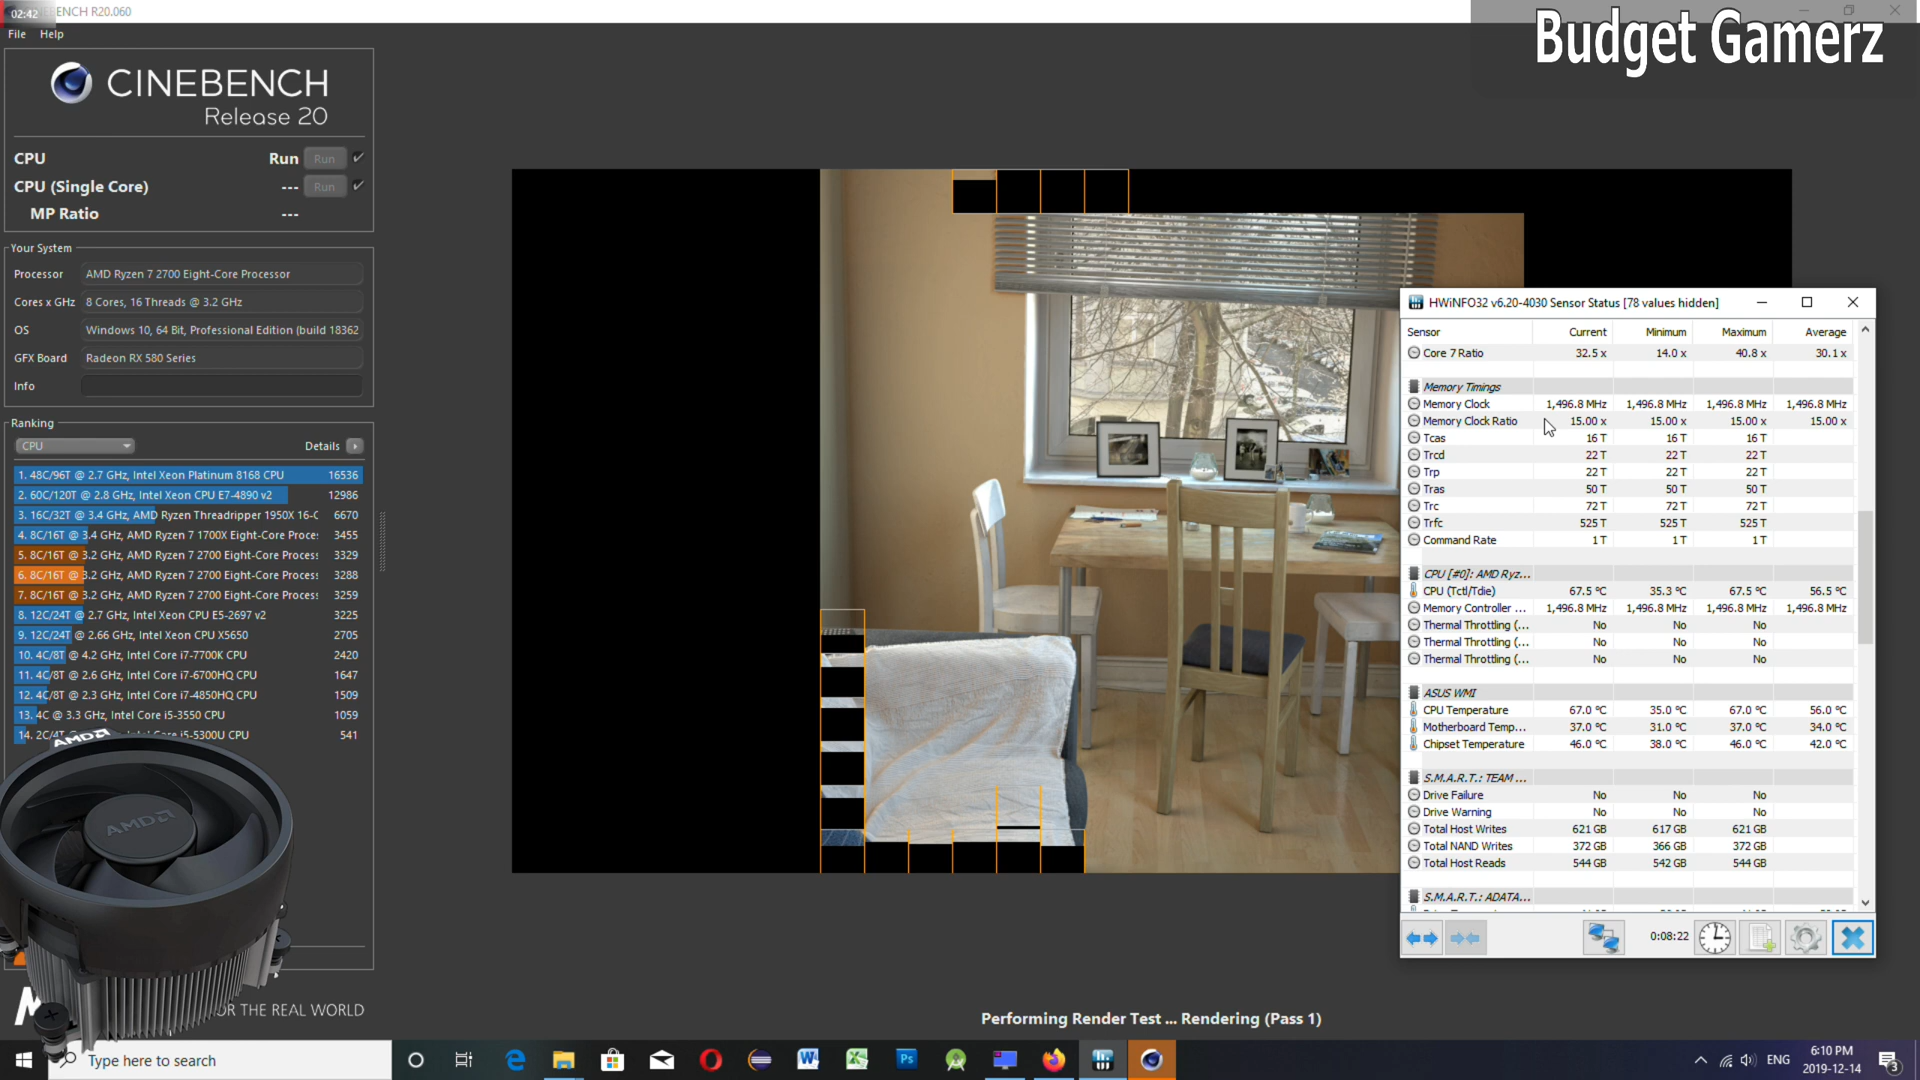 02:42
ENCH R20.060
Budget Gamerz
File Help
CINEBENCH
Release 20
CPU Run Run
CPU (Single Core) --- Run
MP Ratio ---
Your System
Processor AMD Ryzen 7 2700 Eight-Core Processor
Cores x GHz 8 Cores, 16 Threads @ 3.2 GHz
OS Windows 10, 64 Bit, Professional Edition (build 18362
GFX Board Radeon RX 580 Series
Info
Ranking
CPU Details
1. 48C/96T @ 2.7 GHz, Intel Xeon Platinum 8168 CPU 16536
2. 60C/120T @ 2.8 GHz, Intel Xeon CPU E7-4890 v2 12986
3. 16C/32T @ 3.4 GHz, AMD Ryzen Threadripper 1950X 16-C 6670
4. 8C/16T @ 3.4 GHz, AMD Ryzen 7 1700X Eight-Core Proces 3455
5. 8C/16T @ 3.2 GHz, AMD Ryzen 7 2700 Eight-Core Process 3329
6. 8C/16T @ 3.2 GHz, AMD Ryzen 7 2700 Eight-Core Process 3288
7. 8C/16T @ 3.2 GHz, AMD Ryzen 7 2700 Eight-Core Process 3259
8. 12C/24T @ 2.7 GHz, Intel Xeon CPU E5-2697 v2 3225
9. 12C/24T @ 2.66 GHz, Intel Xeon CPU X5650 2705
10. 4C/8T @ 4.2 GHz, Intel Core i7-7700K CPU 2420
11. 4C/8T @ 2.6 GHz, Intel Core i7-6700HQ CPU 1647
12. 4C/8T @ 2.3 GHz, Intel Core i7-4850HQ CPU 1509
13. 4C @ 3.3 GHz, Intel Core i5-3550 CPU 1059
14. 2C/4T i5-5300U CPU 541
AMD
AMD
OR THE REAL WORLD
Performing Render Test ... Rendering (Pass 1)
HWiNFO32 v6.20-4030 Sensor Status [78 values hidden]
Sensor Current Minimum Maximum Average
Core 7 Ratio 32.5 x 14.0 x 40.8 x 30.1 x
Memory Timings
Memory Clock 1,496.8 MHz 1,496.8 MHz 1,496.8 MHz 1,496.8 MHz
Memory Clock Ratio 15.00 x 15.00 x 15.00 x 15.00 x
Tcas 16 T 16 T 16 T
Trcd 22 T 22 T 22 T
Trp 22 T 22 T 22 T
Tras 50 T 50 T 50 T
Trc 72 T 72 T 72 T
Trfc 525 T 525 T 525 T
Command Rate 1 T 1 T 1 T
CPU [#0]: AMD Ryz...
CPU (Tctl/Tdie) 67.5 °C 35.3 °C 67.5 °C 56.5 °C
Memory Controller ... 1,496.8 MHz 1,496.8 MHz 1,496.8 MHz 1,496.8 MHz
Thermal Throttling (... No No No
Thermal Throttling (... No No No
Thermal Throttling (... No No No
ASUS WMI
CPU Temperature 67.0 °C 35.0 °C 67.0 °C 56.0 °C
Motherboard Temp... 37.0 °C 31.0 °C 37.0 °C 34.0 °C
Chipset Temperature 46.0 °C 38.0 °C 46.0 °C 42.0 °C
S.M.A.R.T.: TEAM ...
Drive Failure No No No
Drive Warning No No No
Total Host Writes 621 GB 617 GB 621 GB
Total NAND Writes 372 GB 366 GB 372 GB
Total Host Reads 544 GB 542 GB 544 GB
S.M.A.R.T.: ADATA...
0:08:22
Type here to search
Ps
ENG
6:10 PM
2019-12-14
3